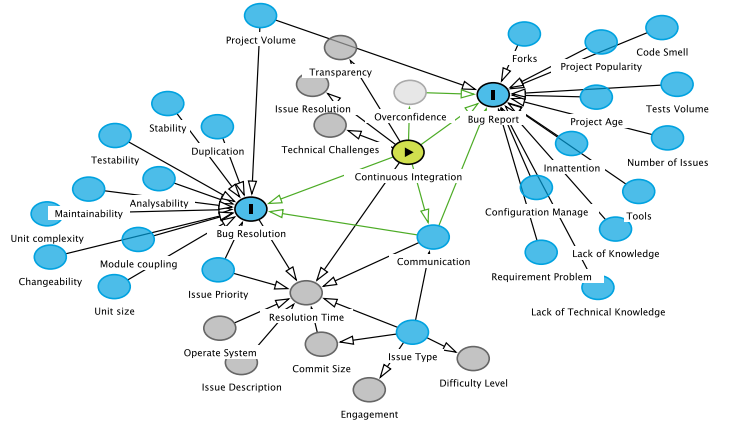 Project Volume
Forks
Code Smell
Project Popularity
Transparency
Issue Resolution
Overconfidence
Bug Report
Tests Volume
Project Age
Stability
Duplication
Technical Challenges
Testability
Number of Issues
Innattention
Continuous Integration
Analysability
Maintainability
Configuration Manage
Tools
Unit complexity
Bug Resolution
Module coupling
Communication
Lack of Knowledge
Changeability
Requirement Problem
Issue Priority
Unit size
Resolution Time
Lack of Technical Knowledge
Operate System
Issue Type
Commit Size
Issue Description
Difficulty Level
Engagement